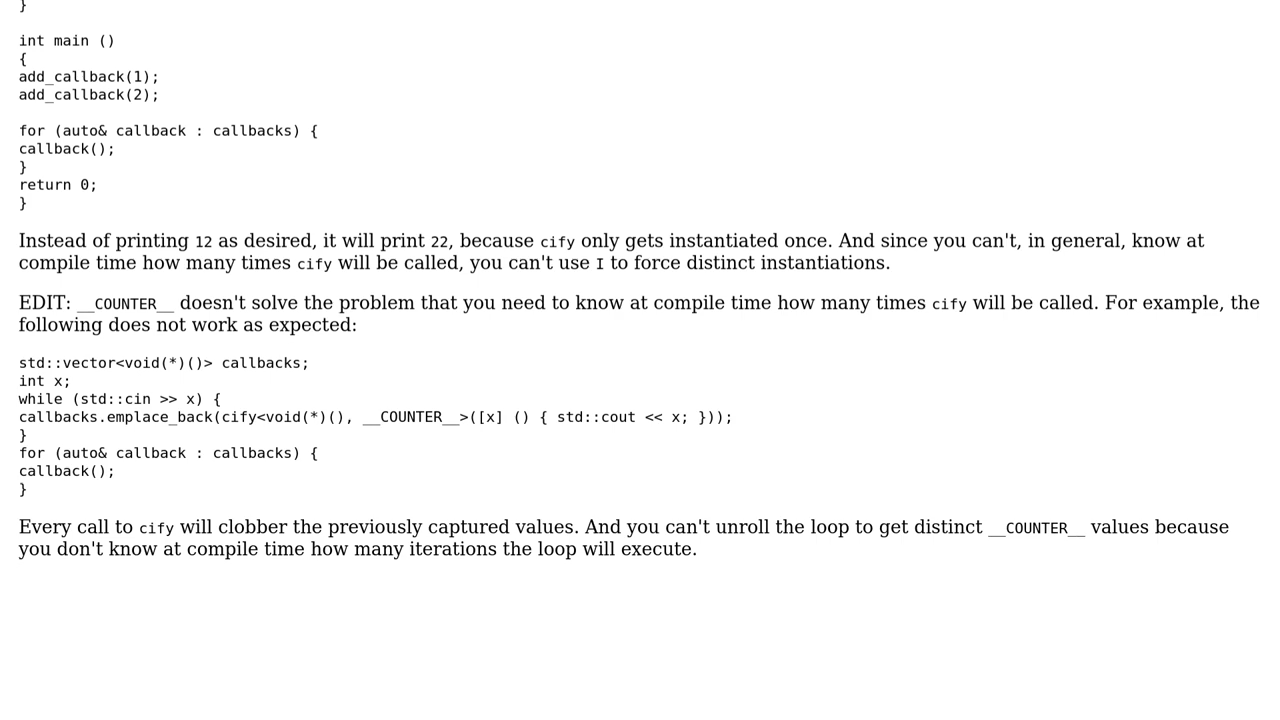 }
int main ()
{
add_callback(1);
add_callback(2);
for (auto& callback : callbacks) {
callback();
}
return 0;
}
Instead of printing 12 as desired, it will print 22, because cify only gets instantiated once. And since you can't, in general, know at
compile time how many times cify will be called, you can't use I to force distinct instantiations.
EDIT: __COUNTER__ doesn't solve the problem that you need to know at compile time how many times cify will be called. For example, the
following does not work as expected:
std::vector<void(*)()> callbacks;
int x;
while (std::cin >> x) {
callbacks.emplace_back(cify<void(*)(), __COUNTER__>([x] () { std::cout << x; }));
}
for (auto& callback : callbacks) {
callback();
}
Every call to cify will clobber the previously captured values. And you can't unroll the loop to get distinct __COUNTER__ values because
you don't know at compile time how many iterations the loop will execute.